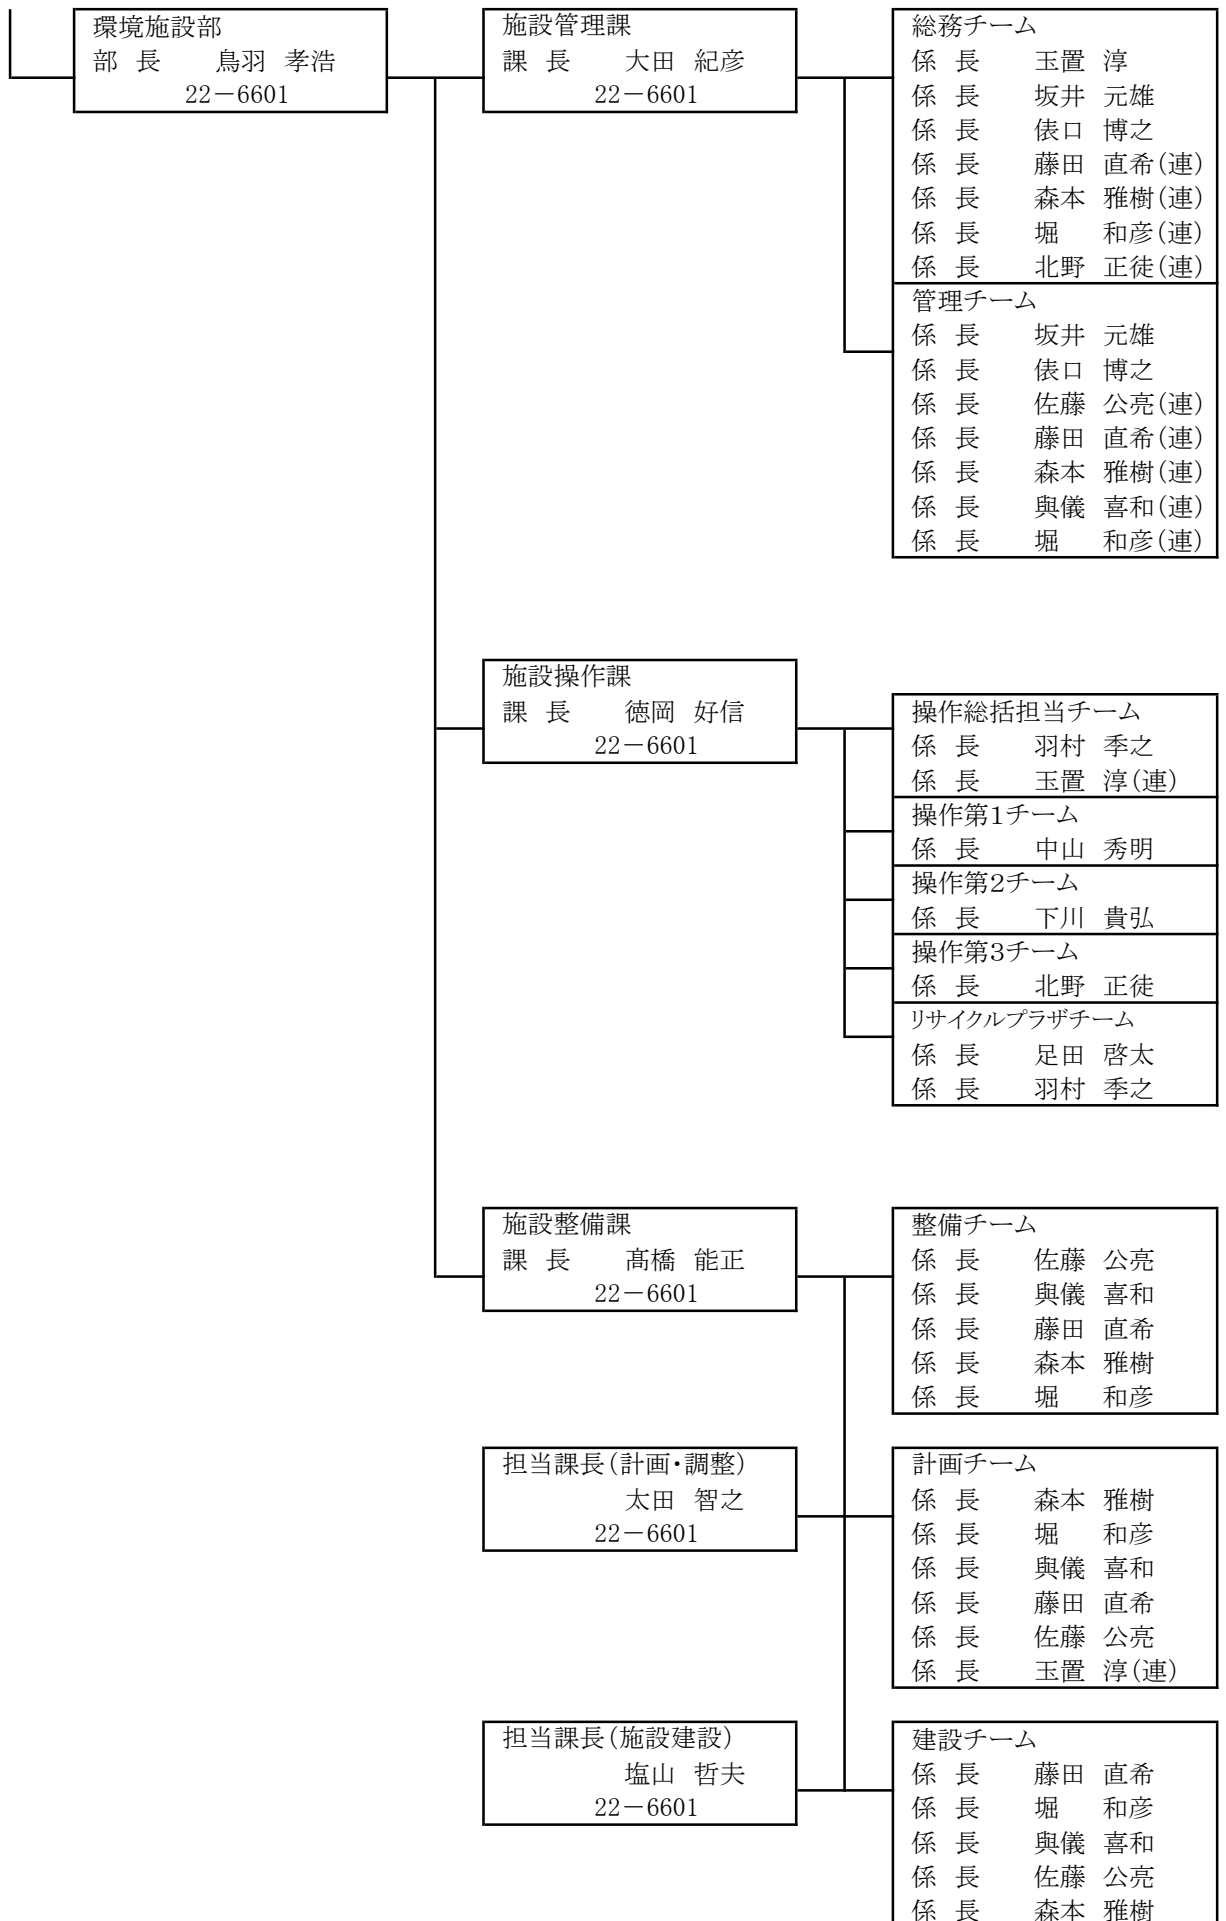 環境施設部
部 長 鳥羽 孝浩
22－6601
施設管理課
課 長 大田 紀彦
22－6601
総務チーム
係 長 玉置 淳
係 長 坂井 元雄
係 長 俵口 博之
係 長 藤田 直希(連)
係 長 森本 雅樹(連)
係 長 堀 和彦(連)
係 長 北野 正徒(連)
管理チーム
係 長 坂井 元雄
係 長 俵口 博之
係 長 佐藤 公亮(連)
係 長 藤田 直希(連)
係 長 森本 雅樹(連)
係 長 與儀 喜和(連)
係 長 堀 和彦(連)
施設操作課
課 長 徳岡 好信
22－6601
操作総括担当チーム
係 長 羽村 季之
係 長 玉置 淳(連)
操作第1チーム
係 長 中山 秀明
操作第2チーム
係 長 下川 貴弘
操作第3チーム
係 長 北野 正徒
リサイクルプラザチーム
係 長 足田 啓太
係 長 羽村 季之
施設整備課
課 長 髙橋 能正
22－6601
整備チーム
係 長 佐藤 公亮
係 長 與儀 喜和
係 長 藤田 直希
係 長 森本 雅樹
係 長 堀 和彦
担当課長(計画・調整)
太田 智之
22－6601
計画チーム
係 長 森本 雅樹
係 長 堀 和彦
係 長 與儀 喜和
係 長 藤田 直希
係 長 佐藤 公亮
係 長 玉置 淳(連)
担当課長(施設建設)
塩山 哲夫
22－6601
建設チーム
係 長 藤田 直希
係 長 堀 和彦
係 長 與儀 喜和
係 長 佐藤 公亮
係 長 森本 雅樹